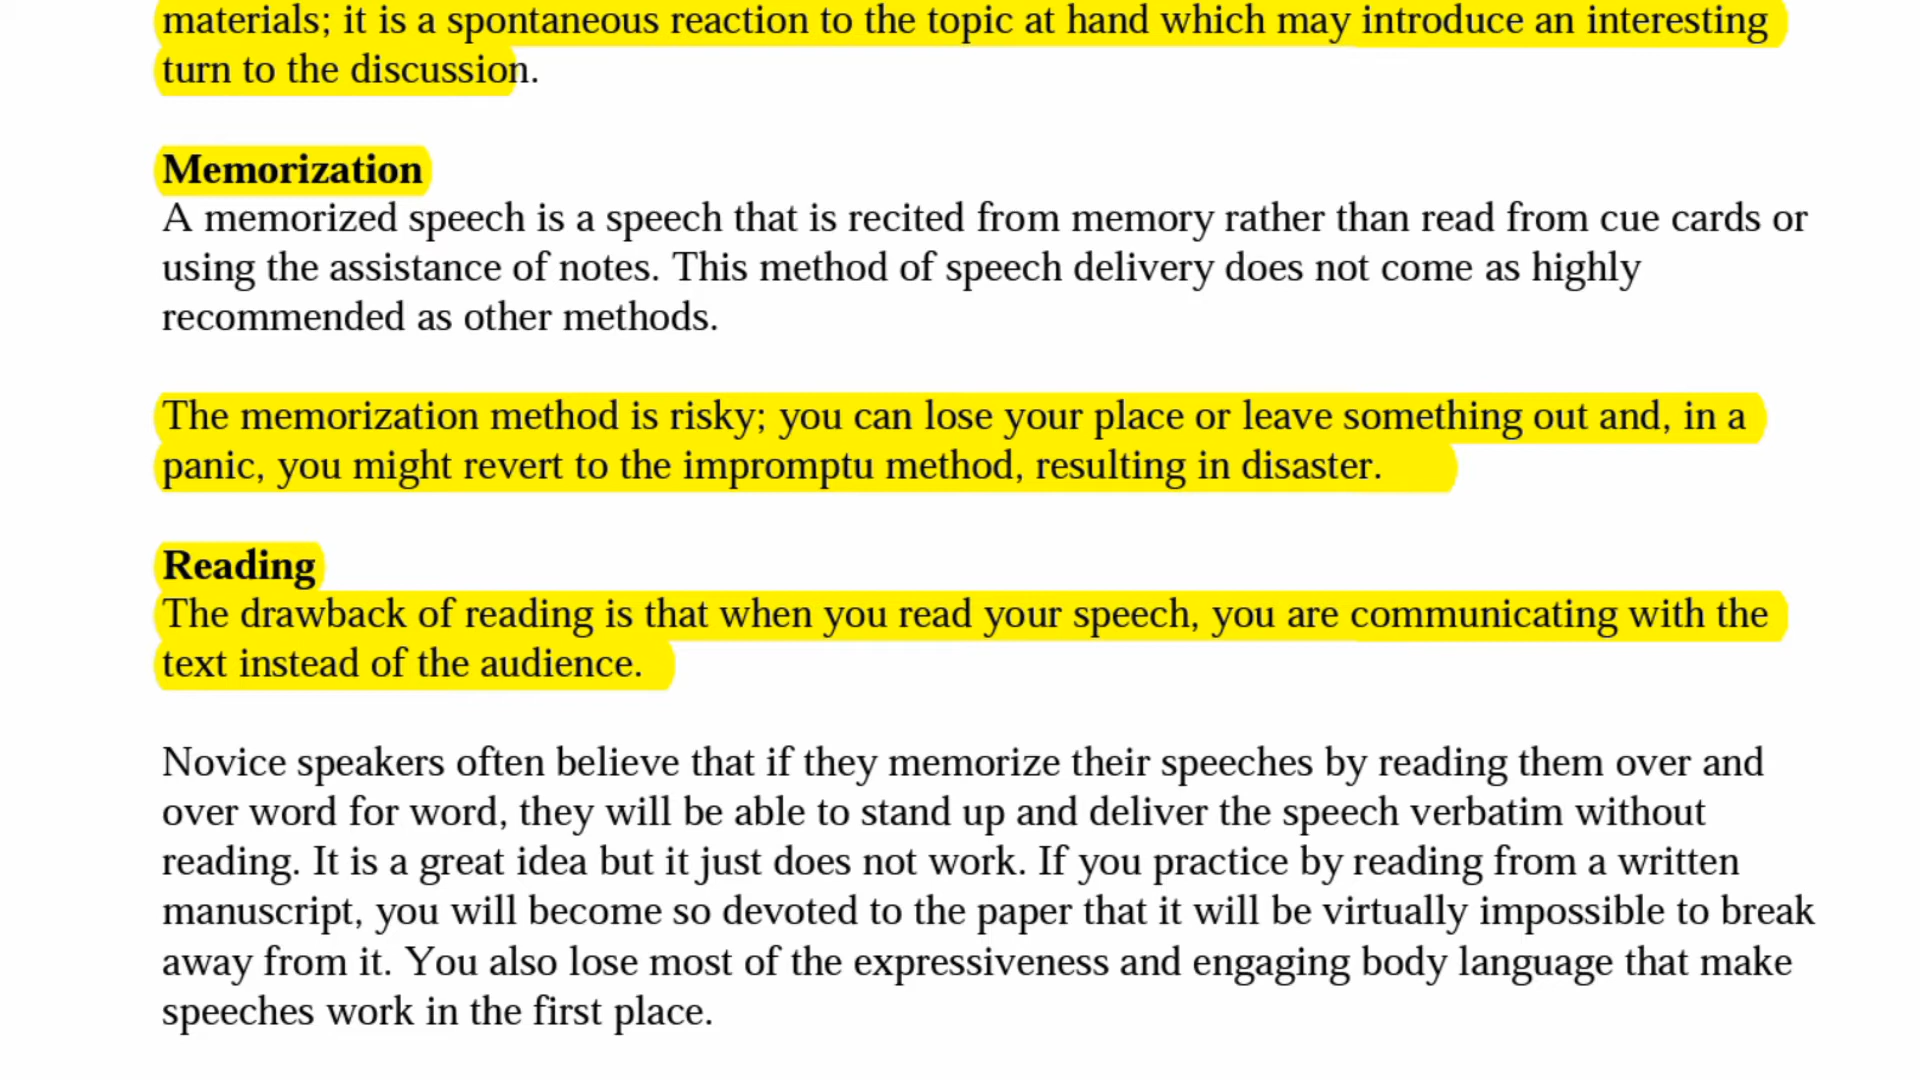 materials; it is a spontaneous reaction to the topic at hand which may introduce an interesting
turn to the discussion.
Memorization
A memorized speech is a speech that is recited from memory rather than read from cue cards or
using the assistance of notes. This method of speech delivery does not come as highly
recommended as other methods.
The memorization method is risky; you can lose your place or leave something out and, in a
panic, you might revert to the impromptu method, resulting in disaster.
Reading
The drawback of reading is that when you read your speech, you are communicating with the
text instead of the audience.
Novice speakers often believe that if they memorize their speeches by reading them over and
over word for word, they will be able to stand up and deliver the speech verbatim without
reading. It is a great idea but it just does not work. If you practice by reading from a written
manuscript, you will become so devoted to the paper that it will be virtually impossible to break
away from it. You also lose most of the expressiveness and engaging body language that make
speeches work in the first place.